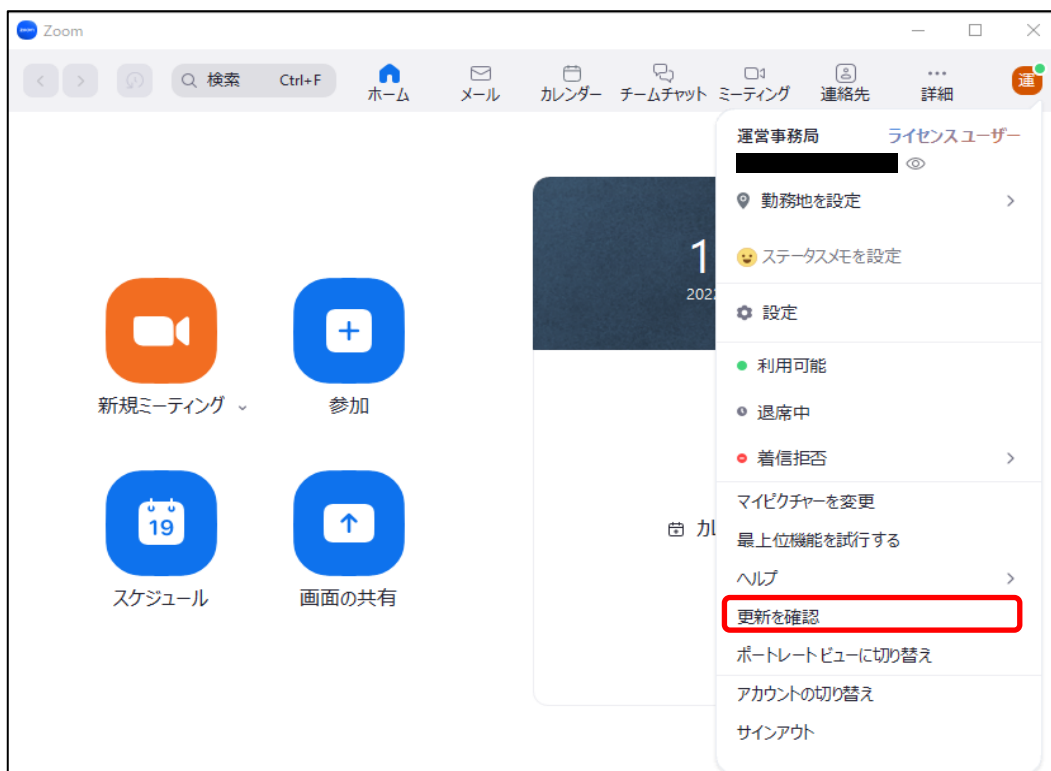 Zoom
検索 Ctrl+F
ホーム
メール
カレンダー
チームチャット
ミーティング
連絡先
詳細
運
運営事務局 ライセンス ユーザー
勤務地を設定
ステータスメモを設定
設定
利用可能
退席中
着信拒否
マイピクチャーを変更
最上位機能を試行する
ヘルプ
更新を確認
ポートレートビューに切り替え
アカウントの切り替え
サインアウト
新規ミーティング
参加
19
スケジュール
画面の共有
1
2022
カレ